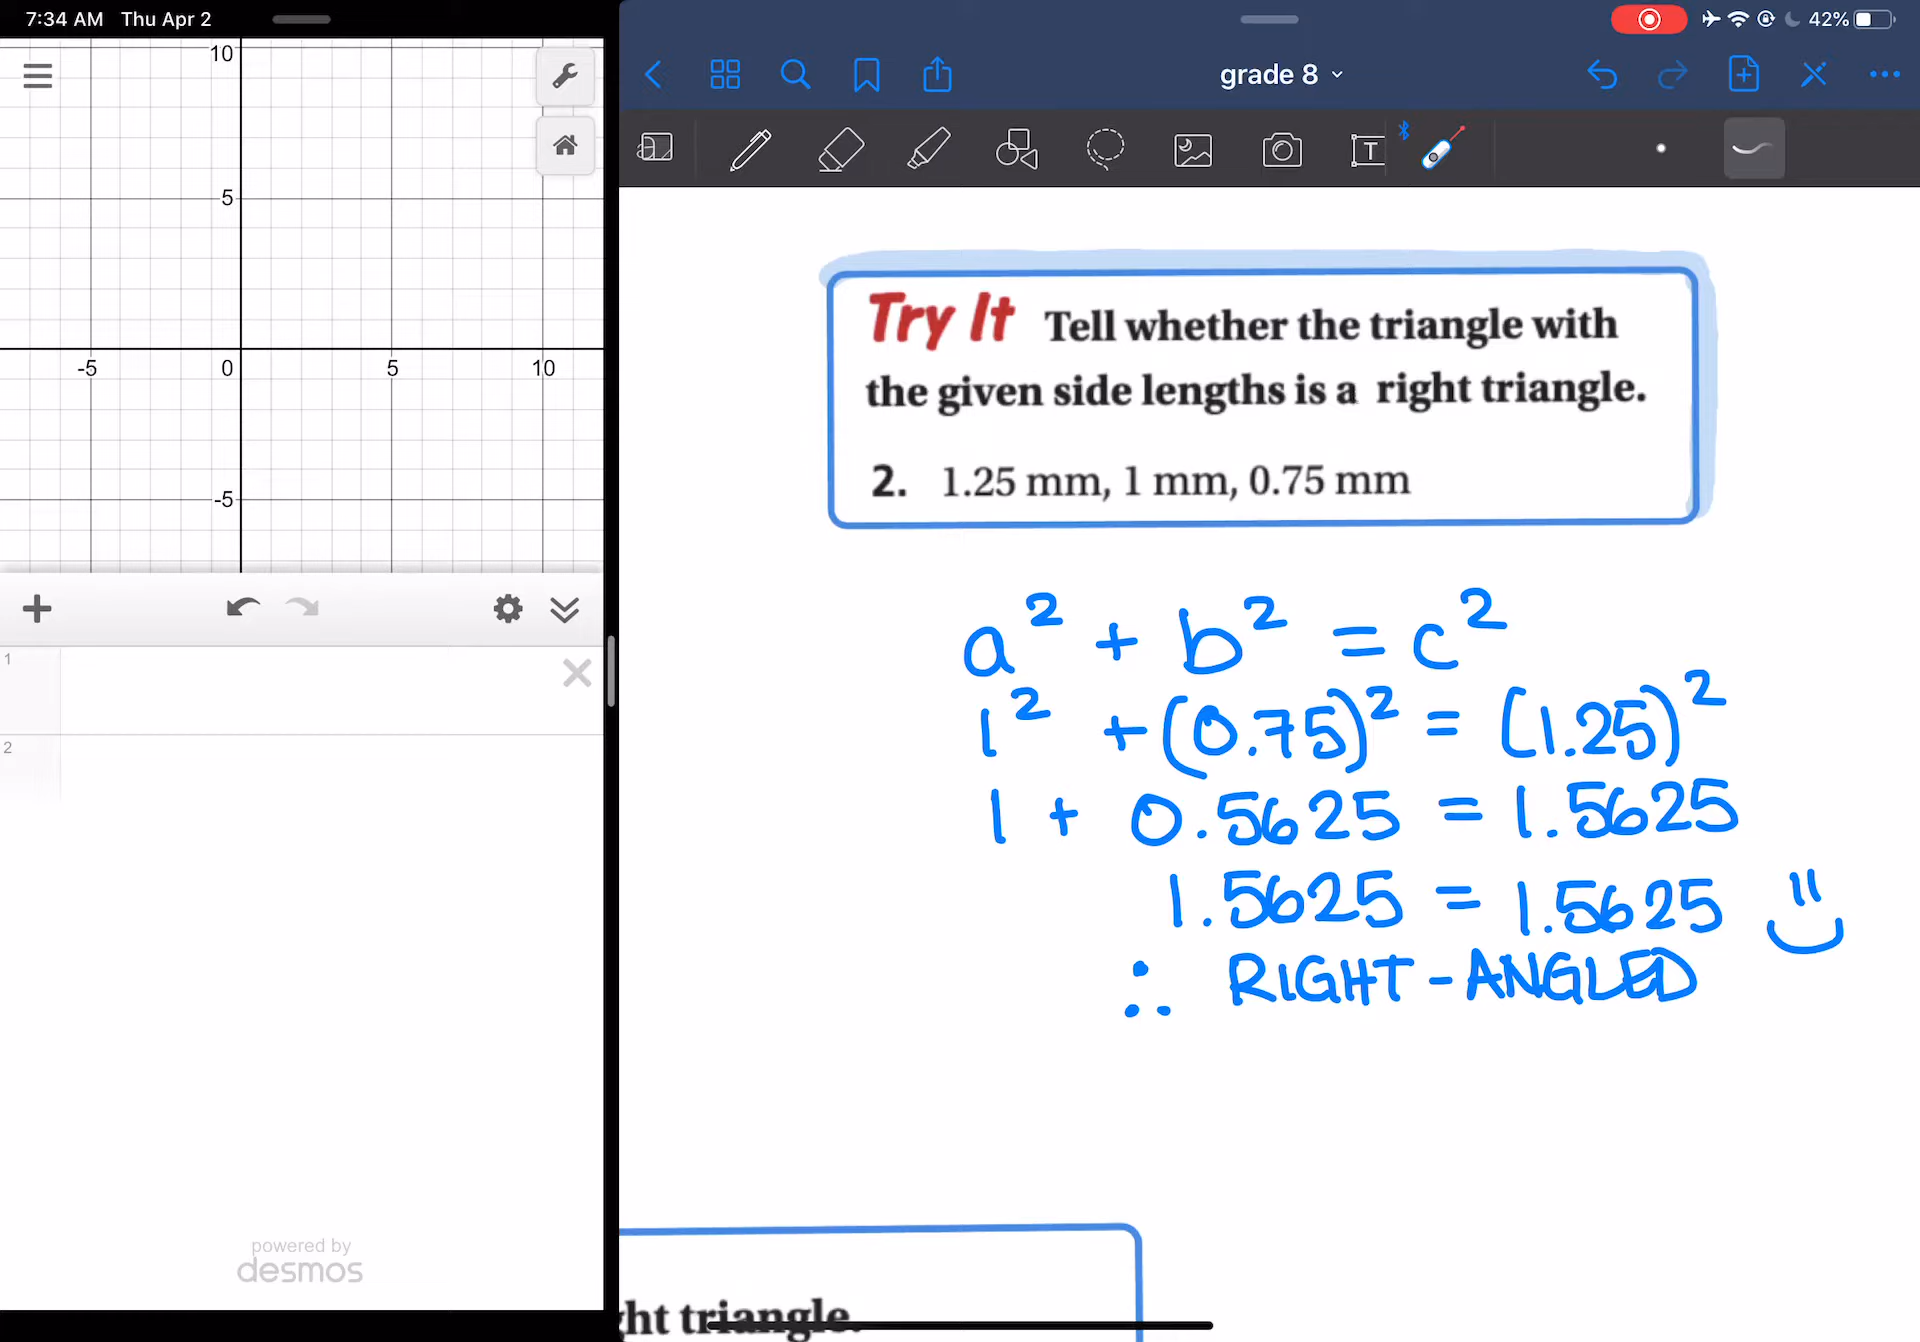 7:34 AM Thu Apr 2
42%
grade 8
10
5
-5 0 5 10
-5
1
2
powered by
desmos
Try It Tell whether the triangle with
the given side lengths is a right triangle.
2. 1.25 mm, 1 mm, 0.75 mm
a² + b² = c²
1² + (0.75)² = (1.25)²
1 + 0.5625 = 1.5625
1.5625 = 1.5625
∴ RIGHT-ANGLED
ght triangle.